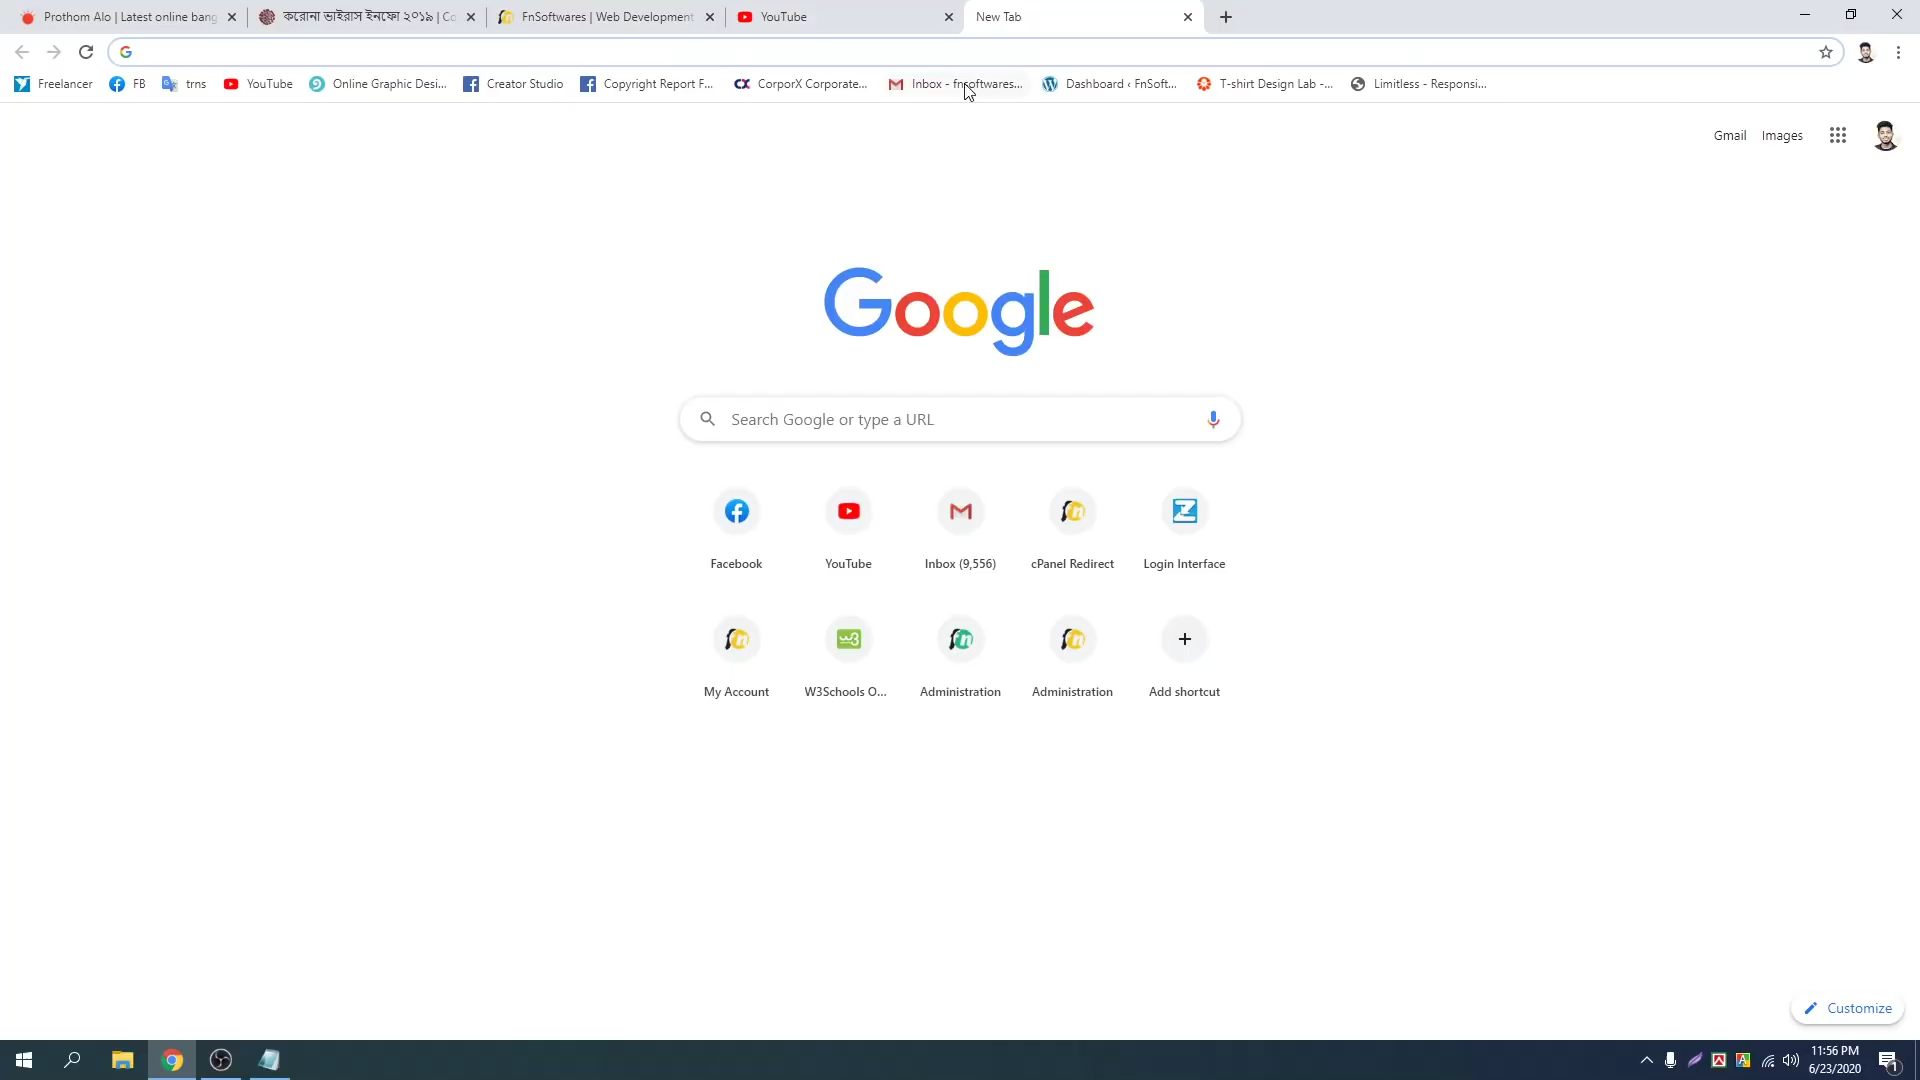 Prothom Alo | Latest online bang
করোনা ভাইরাস ইনফো ২০১৯ | Co
FnSoftwares | Web Development
YouTube
New Tab
Freelancer
FB
trns
YouTube
Online Graphic Desi...
Creator Studio
Copyright Report F...
CorporX Corporate...
Inbox - fnsoftwares...
Dashboard ‹ FnSoft...
T-shirt Design Lab -...
Limitless - Responsi...
Gmail Images
Google
Search Google or type a URL
Facebook
YouTube
Inbox (9,556)
cPanel Redirect
Login Interface
My Account
W3Schools O...
Administration
Administration
Add shortcut
Customize
11:56 PM
6/23/2020
1